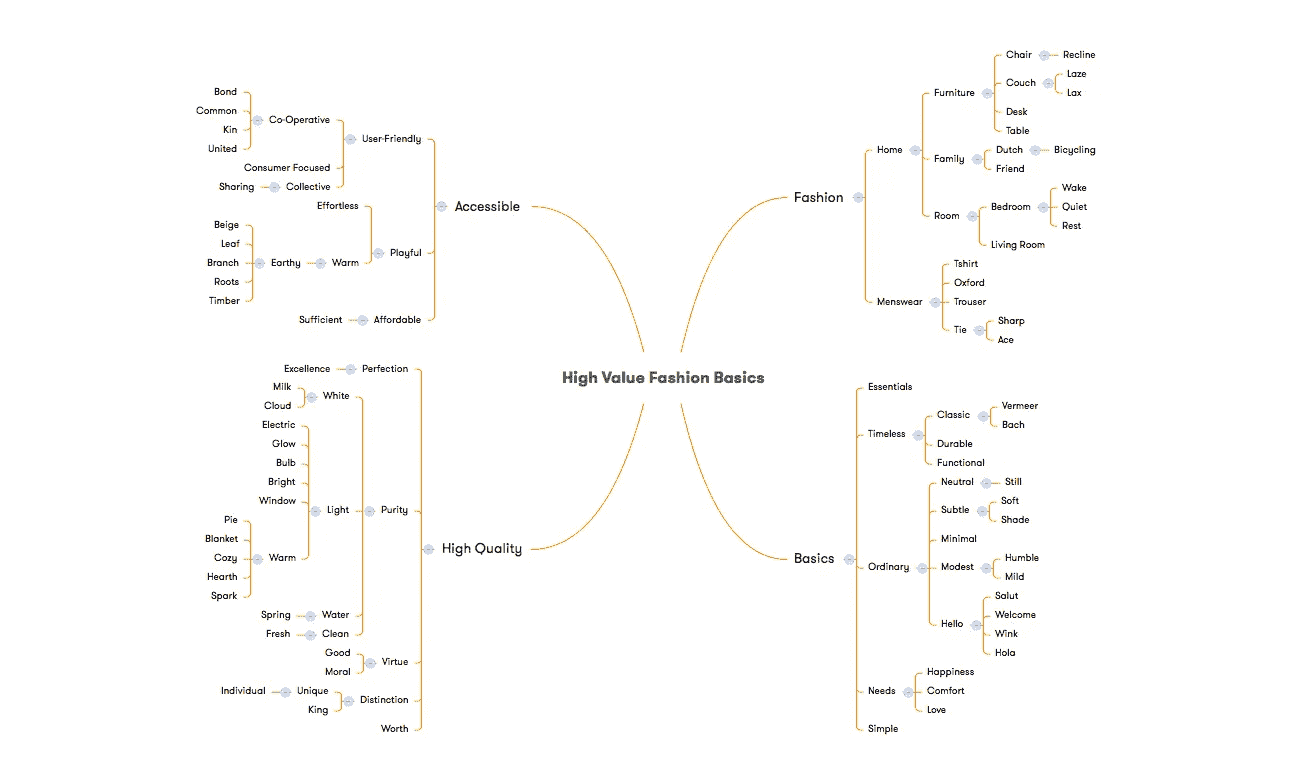 High Value Fashion Basics
Accessible
User-Friendly
Co-Operative
Bond
Common
Kin
United
Consumer Focused
Collective
Sharing
Playful
Effortless
Warm
Earthy
Beige
Leaf
Branch
Roots
Timber
Affordable
Sufficient
High Quality
Perfection
Excellence
Purity
White
Milk
Cloud
Light
Electric
Glow
Bulb
Bright
Window
Warm
Pie
Blanket
Cozy
Hearth
Spark
Water
Spring
Clean
Fresh
Virtue
Good
Moral
Distinction
Unique
Individual
King
Worth
Fashion
Home
Furniture
Chair
Recline
Couch
Laze
Lax
Desk
Table
Family
Dutch
Bicycling
Friend
Room
Bedroom
Wake
Quiet
Rest
Living Room
Menswear
Tshirt
Oxford
Trouser
Tie
Sharp
Ace
Basics
Essentials
Timeless
Classic
Vermeer
Bach
Durable
Functional
Ordinary
Neutral
Still
Subtle
Soft
Shade
Minimal
Modest
Humble
Mild
Hello
Salut
Welcome
Wink
Hola
Needs
Happiness
Comfort
Love
Simple